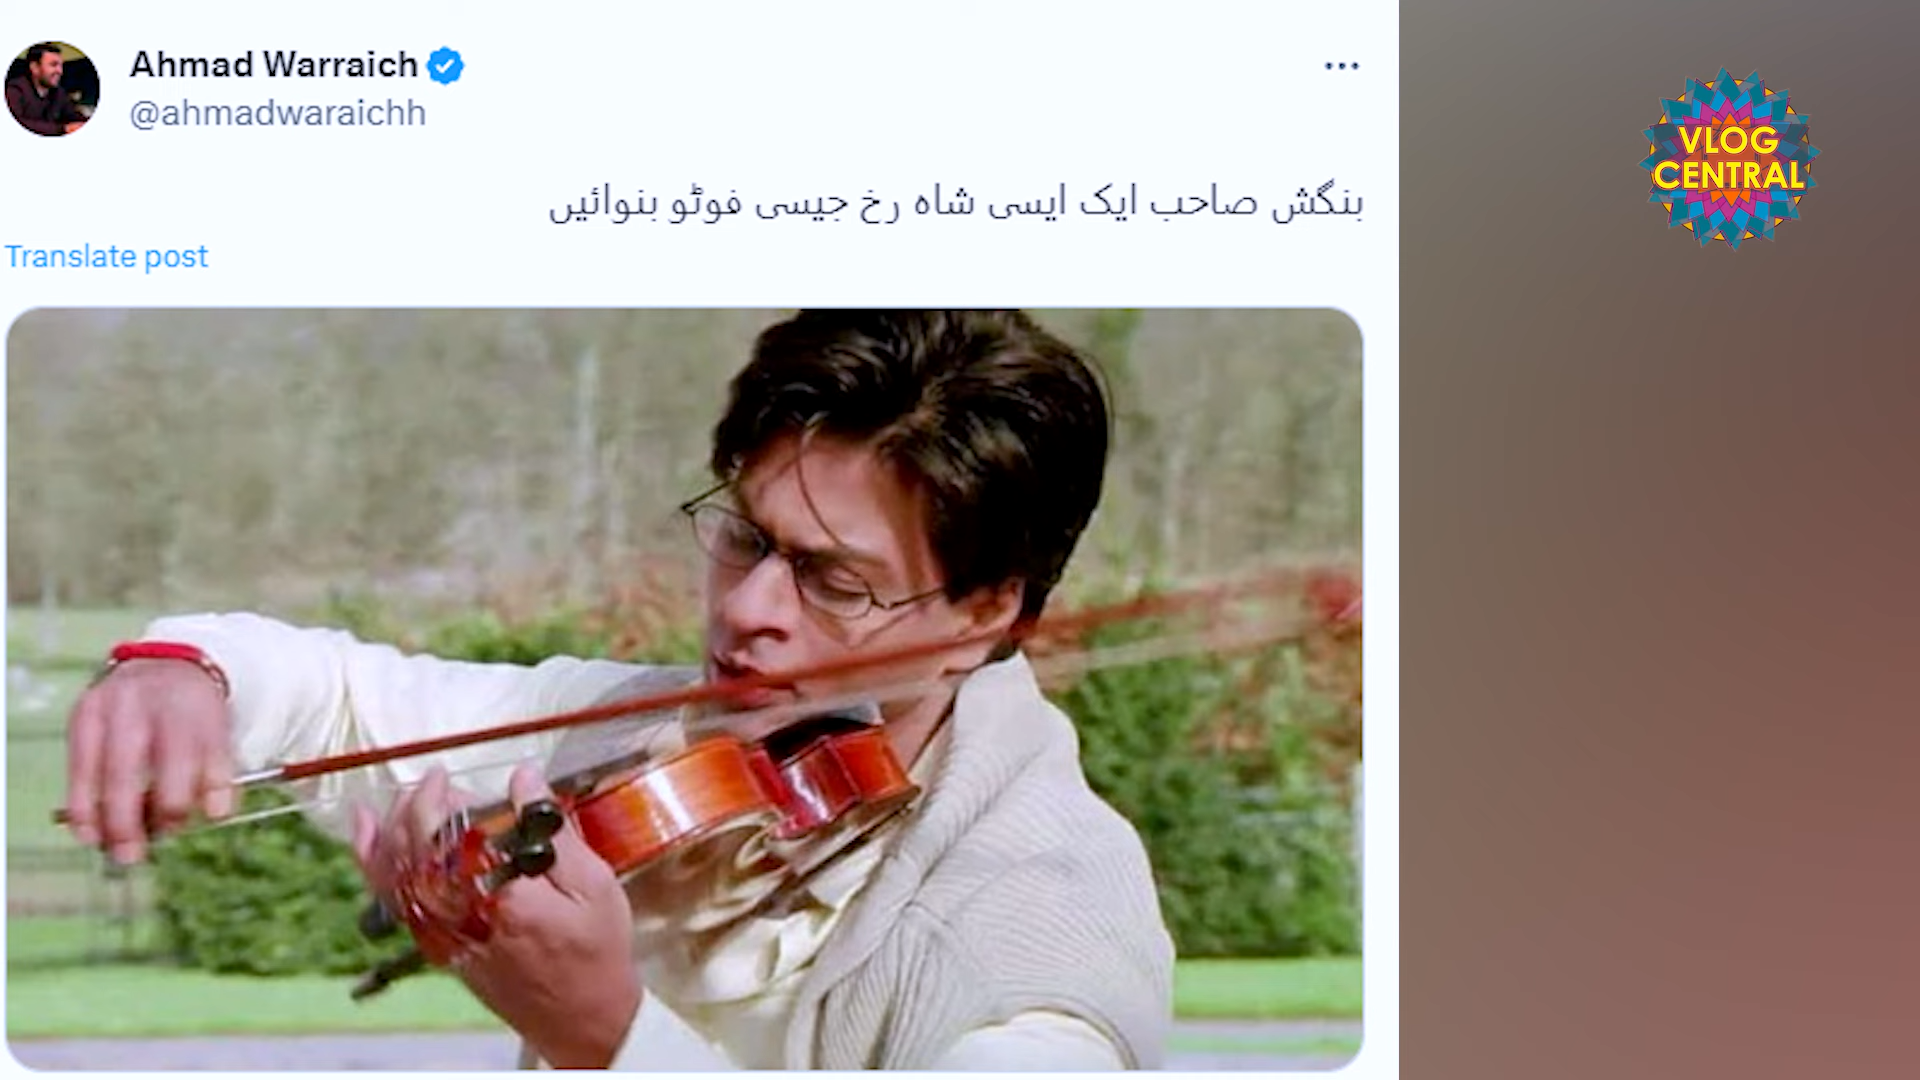 Ahmad Warraich
@ahmadwaraichh
بنگش صاحب ایک ایسی شاہ رخ جیسی فوٹو بنوائیں
Translate post
VLOG
CENTRAL